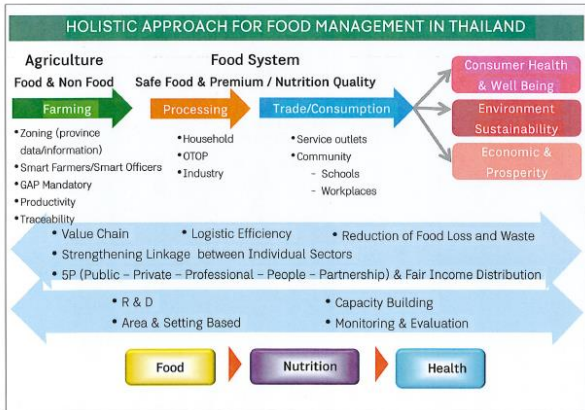 HOLISTIC APPROACH FOR FOOD MANAGEMENT IN THAILAND
Agriculture
Food & Non Food
Food System
Safe Food & Premium / Nutrition Quality
Farming
Processing
Trade/Consumption
Consumer Health
& Well Being
Environment
Sustainability
Economic &
Prosperity
• Zoning (province
data/information)
• Smart Farmers/Smart Officers
• GAP Mandatory
• Productivity
• Traceability
• Household
• OTOP
• Industry
• Service outlets
• Community
- Schools
- Workplaces
• Value Chain
• Logistic Efficiency
• Reduction of Food Loss and Waste
• Strengthening Linkage between Individual Sectors
• 5P (Public – Private – Professional – People – Partnership) & Fair Income Distribution
• R & D
• Capacity Building
• Area & Setting Based
• Monitoring & Evaluation
Food
Nutrition
Health